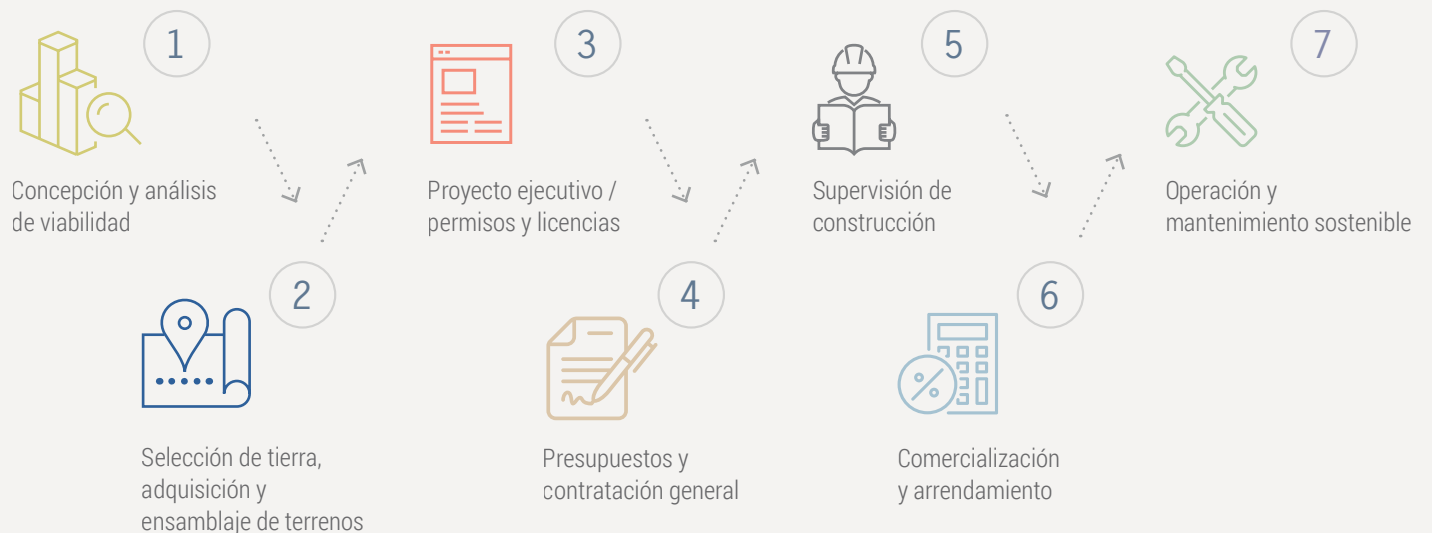 1
Concepción y análisis
de viabilidad
2
Selección de tierra,
adquisición y
ensamblaje de terrenos
3
Proyecto ejecutivo /
permisos y licencias
4
Presupuestos y
contratación general
5
Supervisión de
construcción
6
Comercialización
y arrendamiento
7
Operación y
mantenimiento sostenible